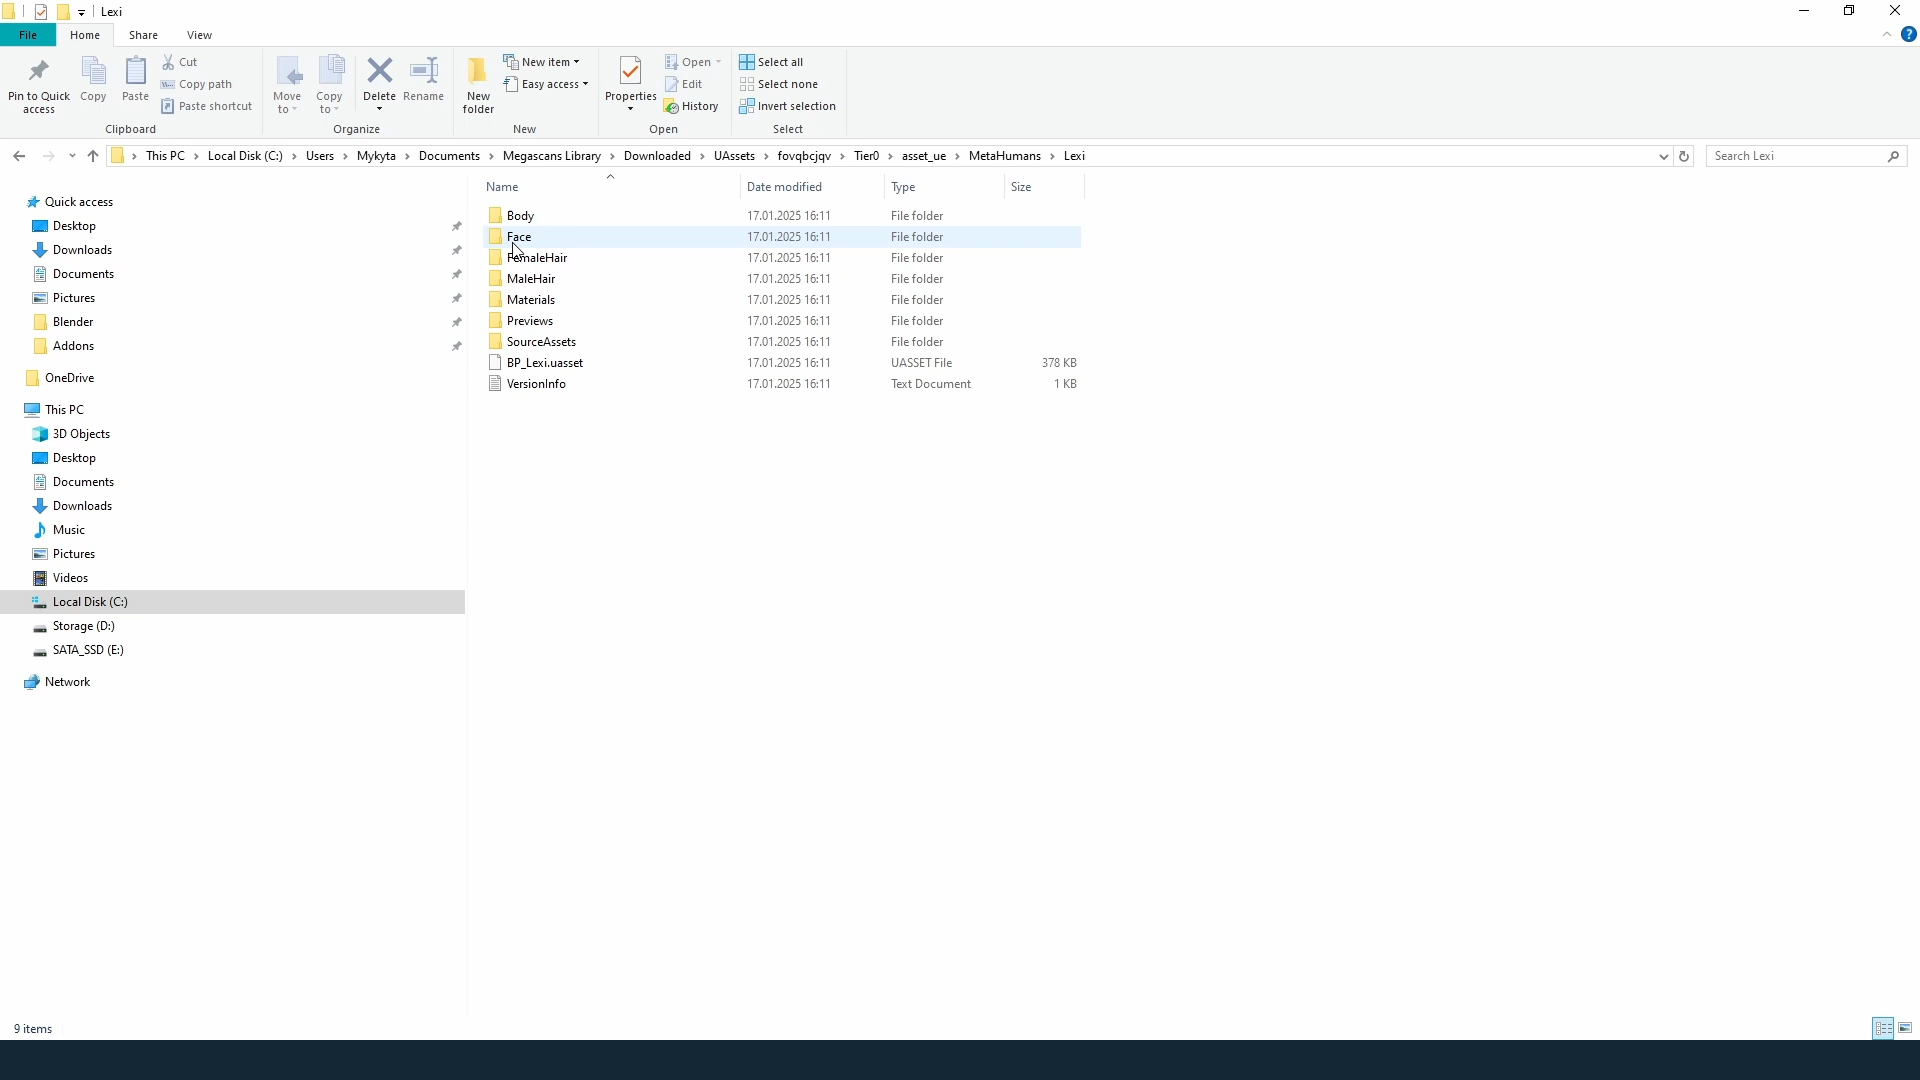 Lexi
File Home Share View
Pin to Quick access
Copy
Paste
Cut
Copy path
Paste shortcut
Clipboard
Move to
Copy to
Delete
Rename
Organize
New folder
New item
Easy access
New
Properties
Open
Edit
History
Open
Select all
Select none
Invert selection
Select
This PC > Local Disk (C:) > Users > Mykyta > Documents > Megascans Library > Downloaded > UAssets > fovqbcjqv > Tier0 > asset_ue > MetaHumans > Lexi
Search Lexi
Quick access
Desktop
Downloads
Documents
Pictures
Blender
Addons
OneDrive
This PC
3D Objects
Desktop
Documents
Downloads
Music
Pictures
Videos
Local Disk (C:)
Storage (D:)
SATA_SSD (E:)
Network
Name Date modified Type Size
Body 17.01.2025 16:11 File folder
Face 17.01.2025 16:11 File folder
FemaleHair 17.01.2025 16:11 File folder
MaleHair 17.01.2025 16:11 File folder
Materials 17.01.2025 16:11 File folder
Previews 17.01.2025 16:11 File folder
SourceAssets 17.01.2025 16:11 File folder
BP_Lexi.uasset 17.01.2025 16:11 UASSET File 378 KB
VersionInfo 17.01.2025 16:11 Text Document 1 KB
9 items